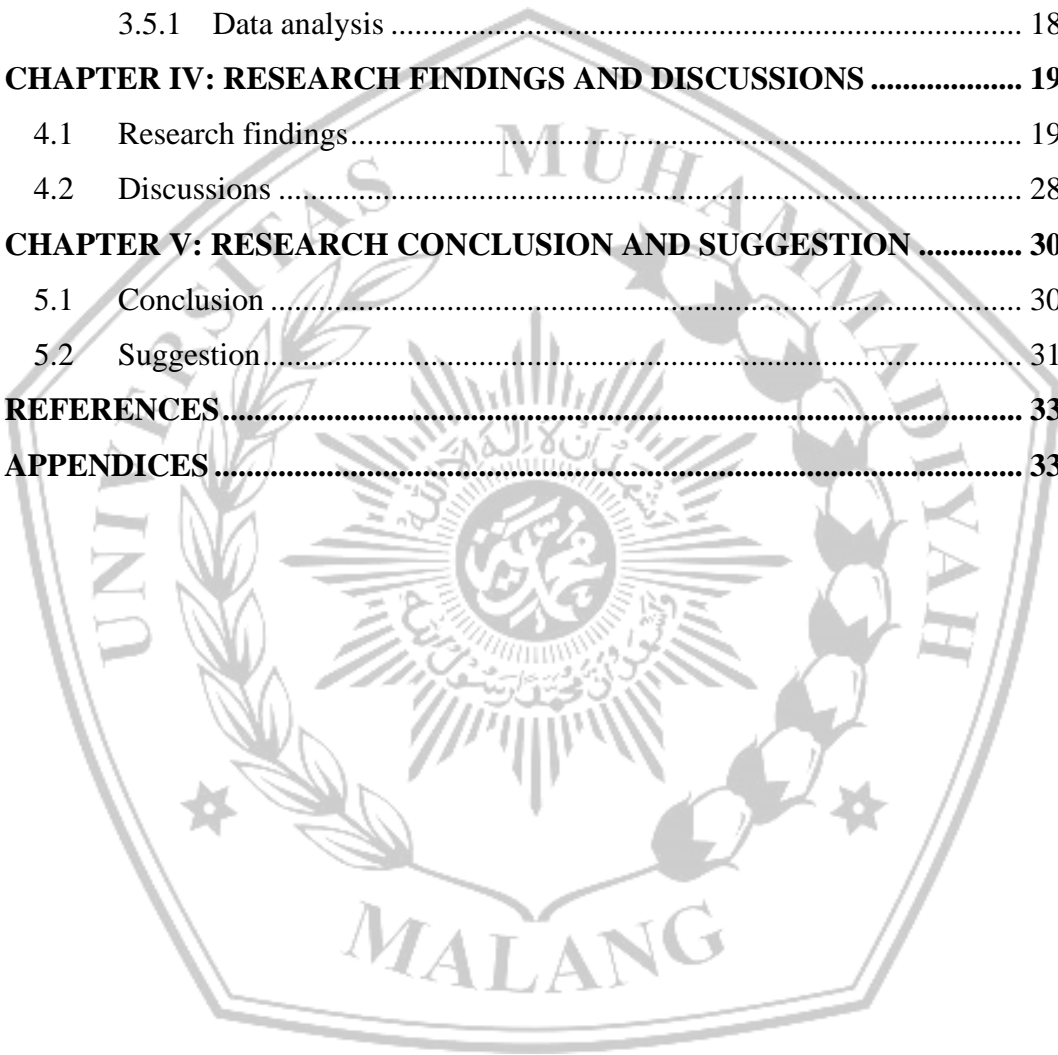 3.5.1 Data analysis ........................................................................... 18
CHAPTER IV: RESEARCH FINDINGS AND DISCUSSIONS ................... 19
4.1 Research findings.................................................................................. 19
4.2 Discussions ........................................................................................... 28
CHAPTER V: RESEARCH CONCLUSION AND SUGGESTION ............. 30
5.1 Conclusion ............................................................................................ 30
5.2 Suggestion............................................................................................. 31
REFERENCES................................................................................................. 33
APPENDICES .................................................................................................. 33
UNIVERSITAS MUHAMMADIYAH
MALANG